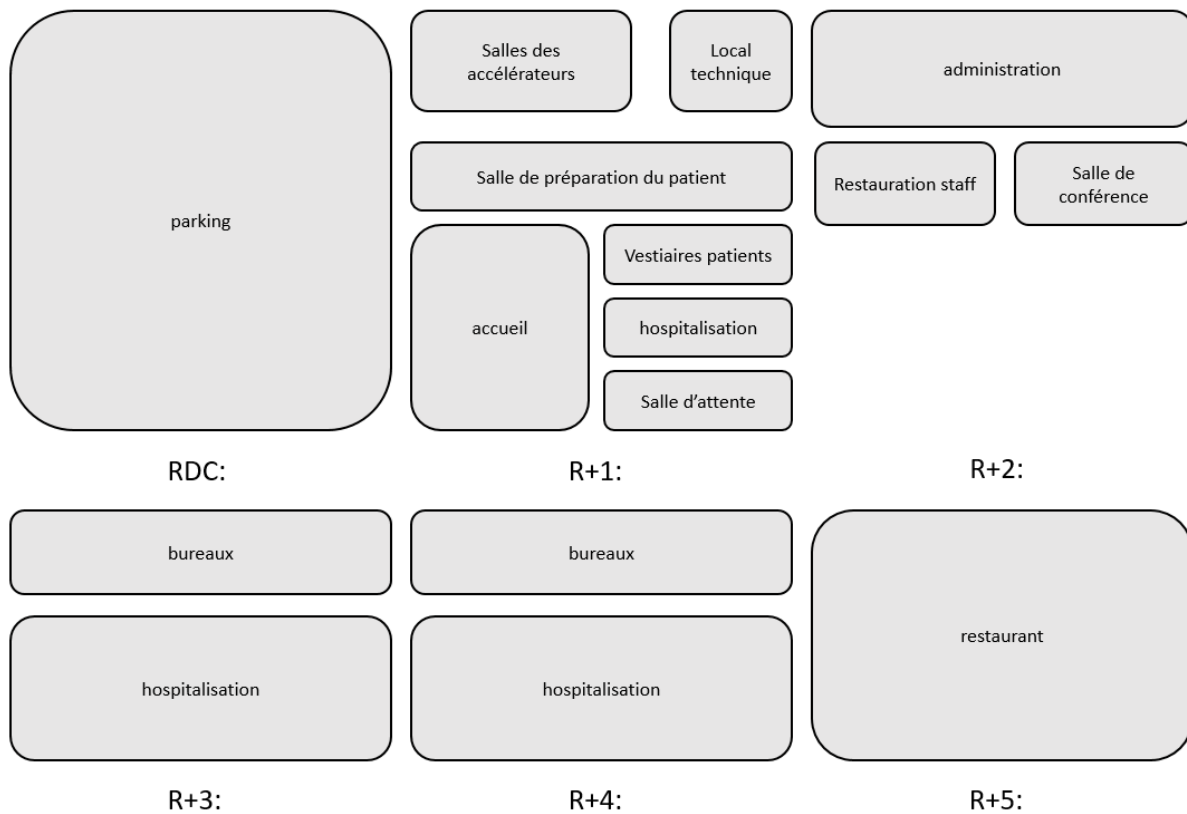 parking
RDC:
Salles des
accélérateurs
Local
technique
Salle de préparation du patient
accueil
Vestiaires patients
hospitalisation
Salle d’attente
R+1:
administration
Restauration staff
Salle de
conférence
R+2:
bureaux
hospitalisation
R+3:
bureaux
hospitalisation
R+4:
restaurant
R+5: